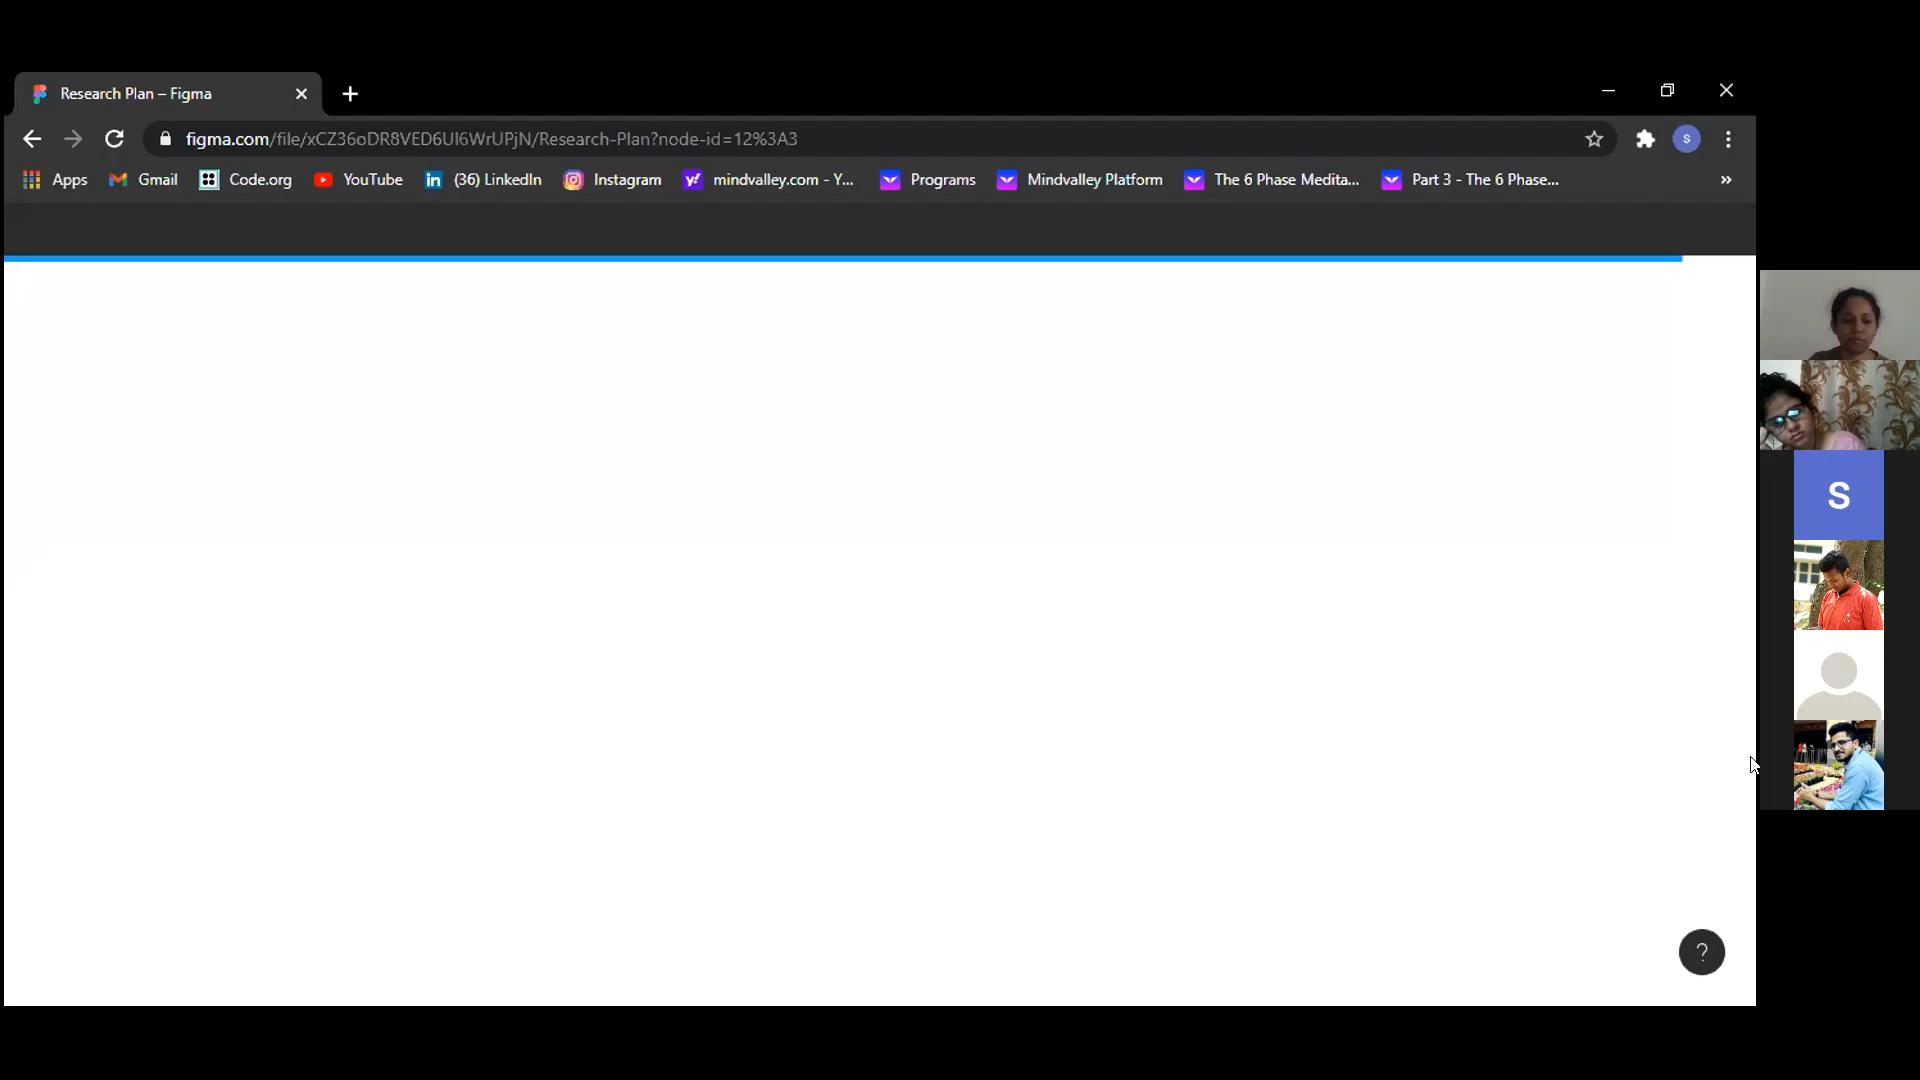 Research Plan – Figma
figma.com/file/xCZ36oDR8VED6Ul6WrUPjN/Research-Plan?node-id=12%3A3
S
Apps Gmail Code.org YouTube (36) LinkedIn Instagram mindvalley.com - Y... Programs Mindvalley Platform The 6 Phase Medita... Part 3 - The 6 Phase... »
S
?